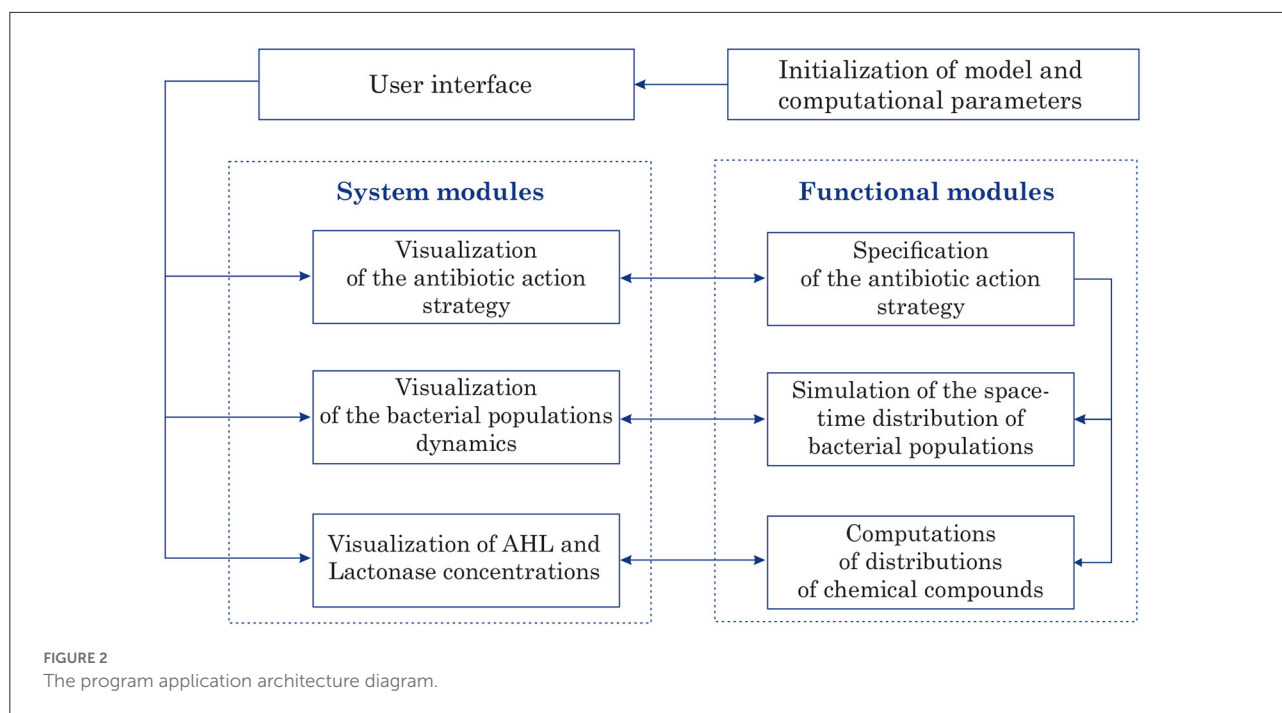 User interface
Initialization of model and
computational parameters
System modules
Visualization
of the antibiotic action
strategy
Visualization
of the bacterial populations
dynamics
Visualization of AHL and
Lactonase concentrations
Functional modules
Specification
of the antibiotic action
strategy
Simulation of the space-
time distribution of
bacterial populations
Computations
of distributions
of chemical compounds
FIGURE 2
The program application architecture diagram.